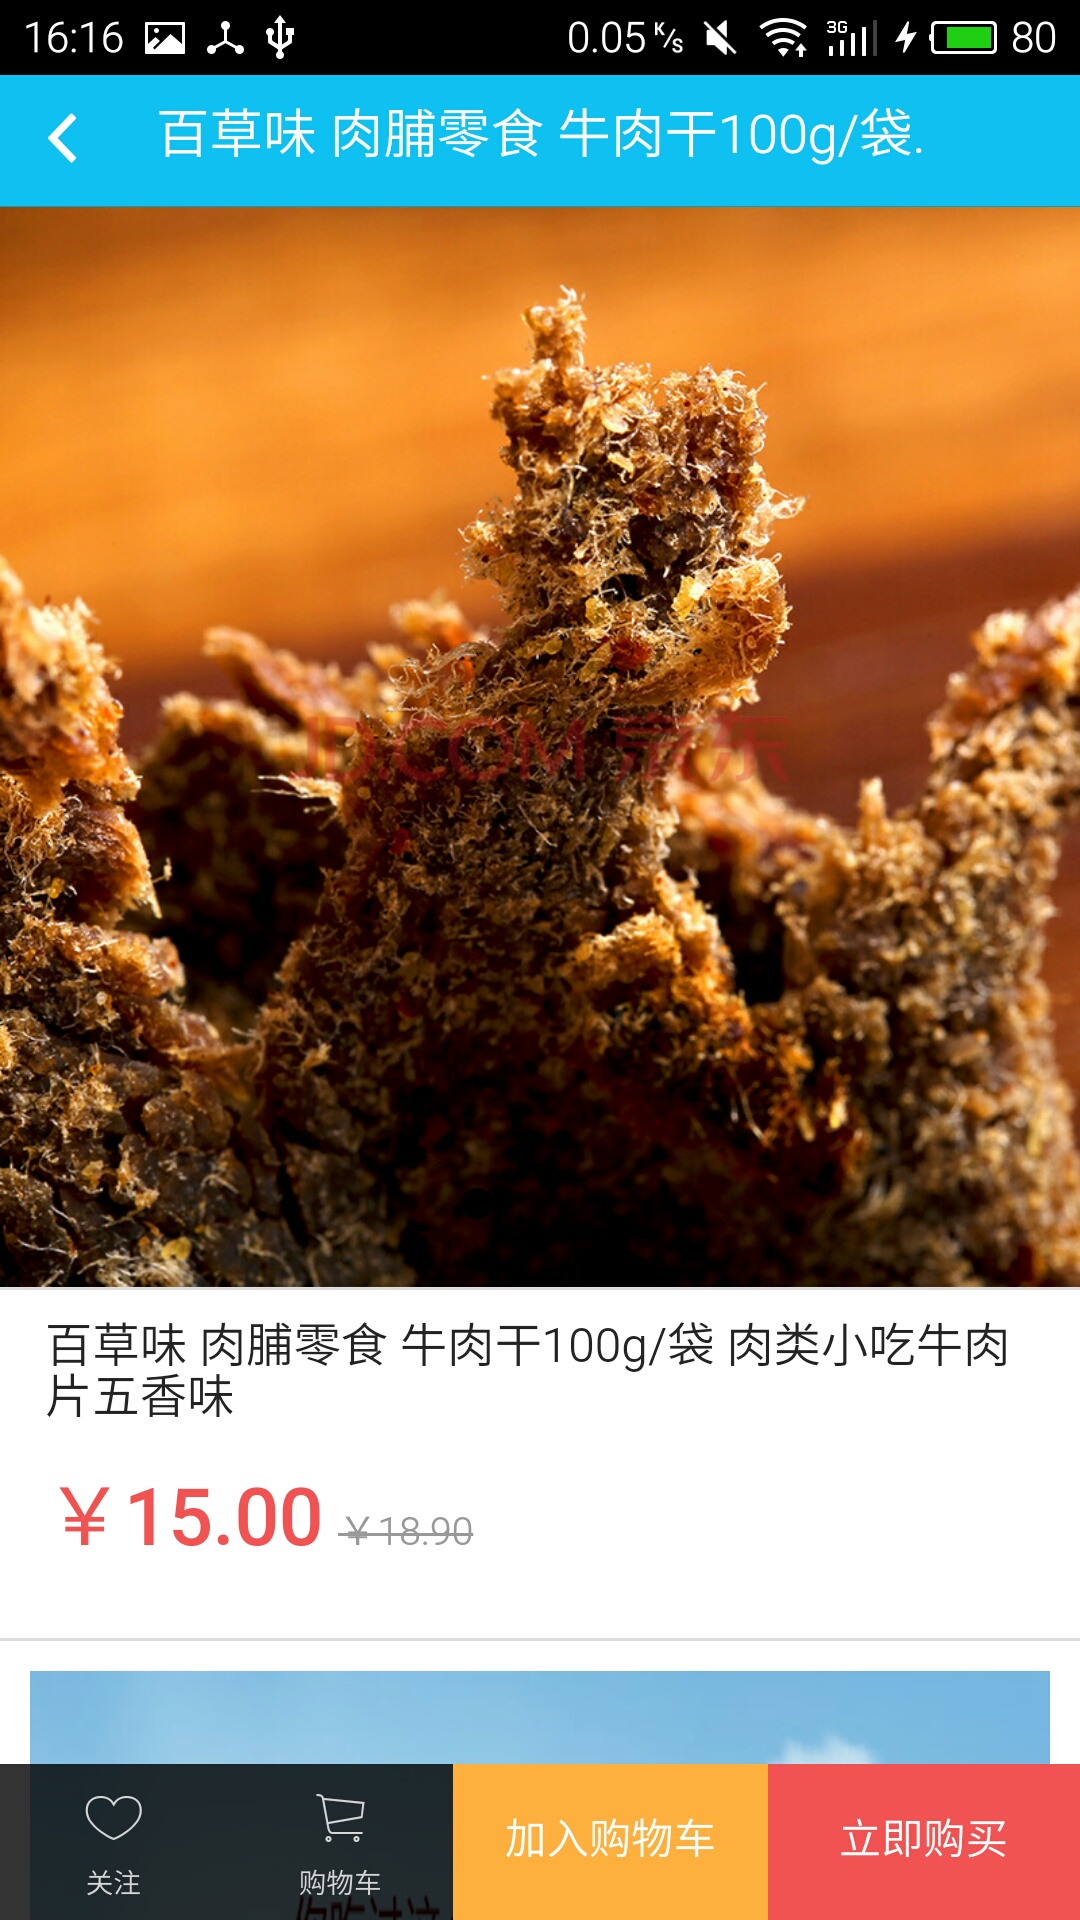 16:16
0.05 K/s
3G
80
百草味 肉脯零食 牛肉干100g/袋.
JD.COM 京东
百草味 肉脯零食 牛肉干100g/袋 肉类小吃牛肉
片五香味
￥15.00 ￥18.90
关注
购物车
加入购物车
立即购买